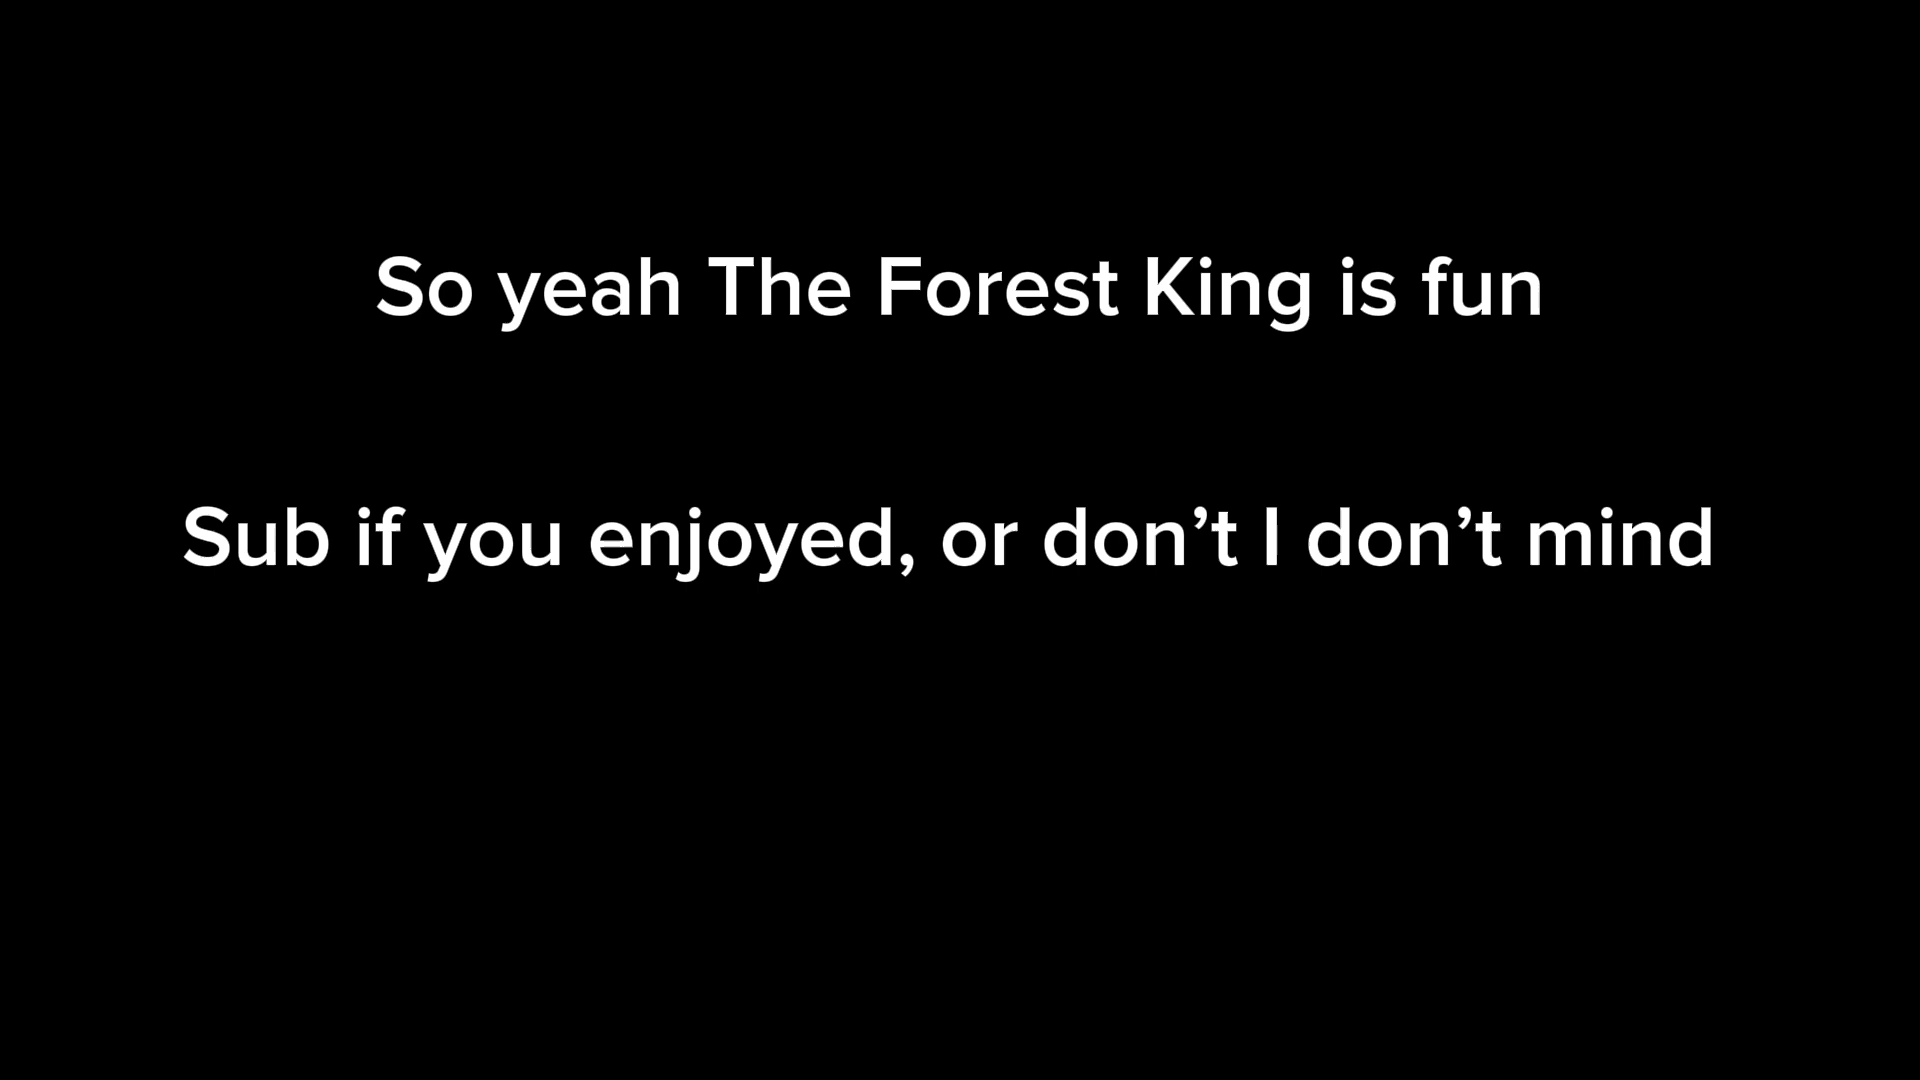 So yeah The Forest King is fun
Sub if you enjoyed, or don’t I don’t mind